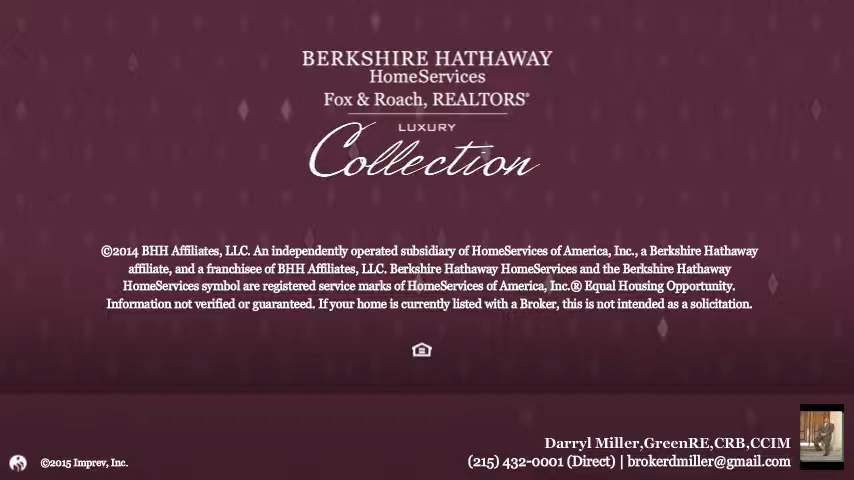 BERKSHIRE HATHAWAY
HomeServices
Fox & Roach, REALTORS®
LUXURY
Collection
©2014 BHH Affiliates, LLC. An independently operated subsidiary of HomeServices of America, Inc., a Berkshire Hathaway
affiliate, and a franchisee of BHH Affiliates, LLC. Berkshire Hathaway HomeServices and the Berkshire Hathaway
HomeServices symbol are registered service marks of HomeServices of America, Inc.® Equal Housing Opportunity.
Information not verified or guaranteed. If your home is currently listed with a Broker, this is not intended as a solicitation.
Darryl Miller,GreenRE,CRB,CCIM
(215) 432-0001 (Direct) | brokerdmiller@gmail.com
©2015 Imprev, Inc.